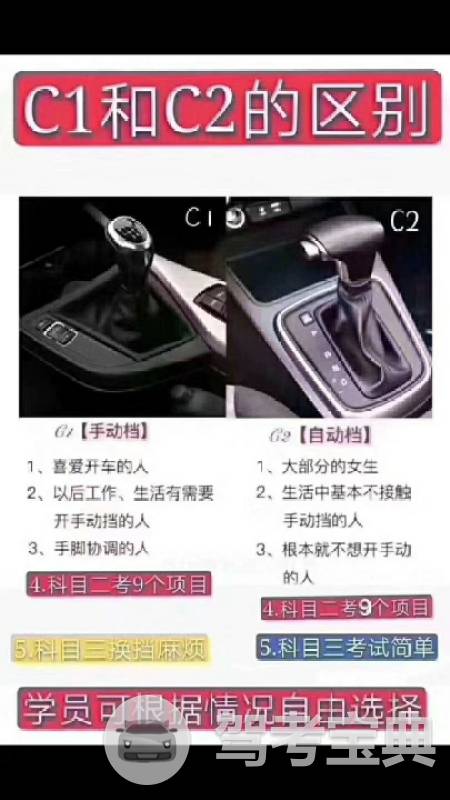 C1和C2的区别
C1
C2
C1【手动档】
1、喜爱开车的人
2、以后工作、生活有需要
开手动挡的人
3、手脚协调的人
4.科目二考9个项目
5.科目三换挡麻烦
C2【自动档】
1、大部分的女生
2、生活中基本不接触
手动挡的人
3、根本就不想开手动
的人
4.科目二考9个项目
5.科目三考试简单
学员可根据情况自由选择
驾考宝典